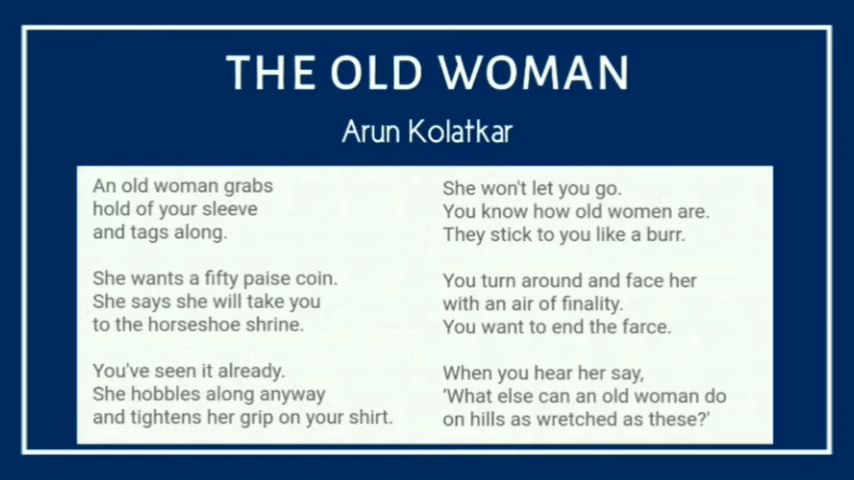 THE OLD WOMAN
Arun Kolatkar
An old woman grabs
hold of your sleeve
and tags along.
She wants a fifty paise coin.
She says she will take you
to the horseshoe shrine.
You've seen it already.
She hobbles along anyway
and tightens her grip on your shirt.
She won't let you go.
You know how old women are.
They stick to you like a burr.
You turn around and face her
with an air of finality.
You want to end the farce.
When you hear her say,
'What else can an old woman do
on hills as wretched as these?'